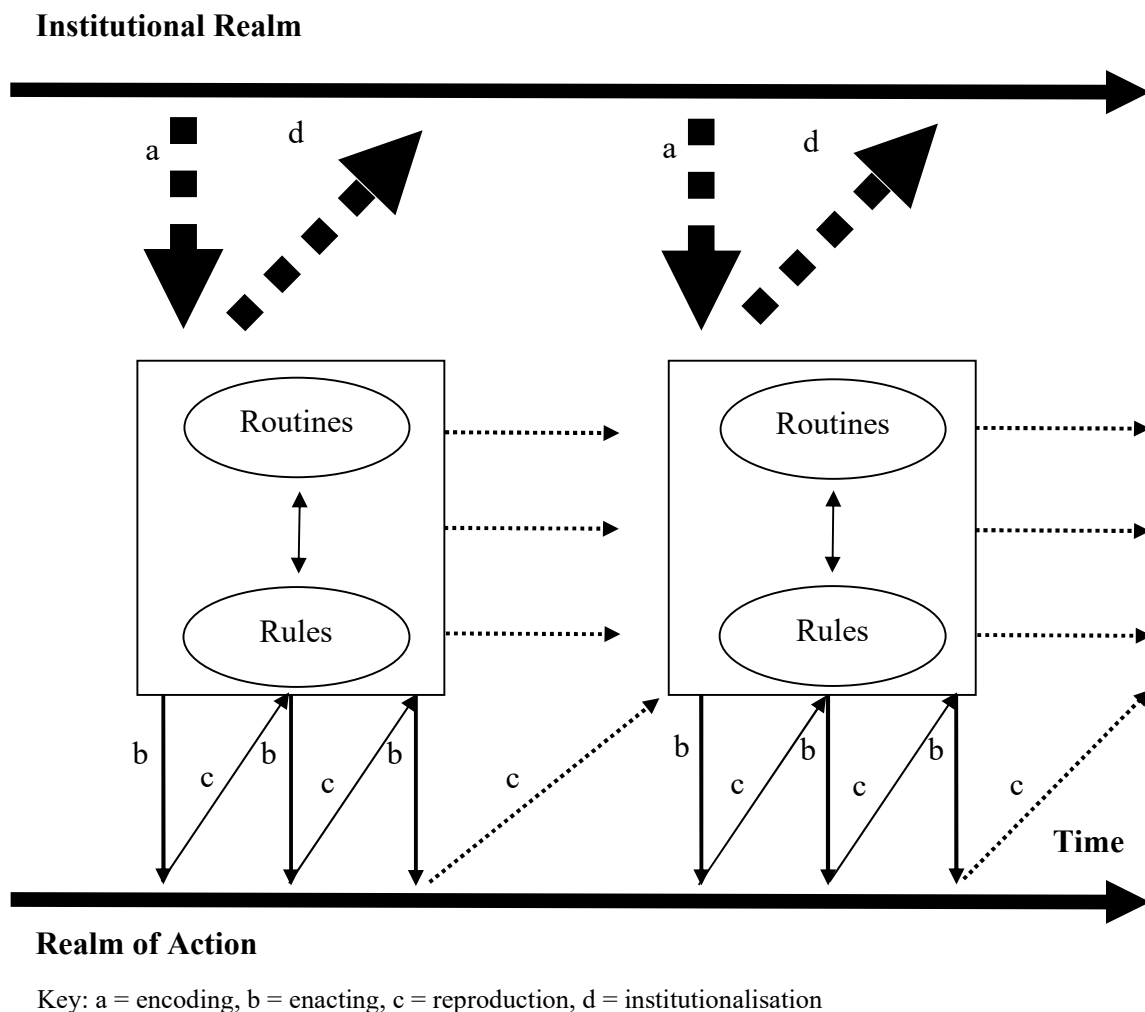 Institutional Realm
a
d
a
d
Routines
Routines
Rules
Rules
b
c
b
c
b
c
b
c
b
c
b
c
Time
Realm of Action
Key: a = encoding, b = enacting, c = reproduction, d = institutionalisation